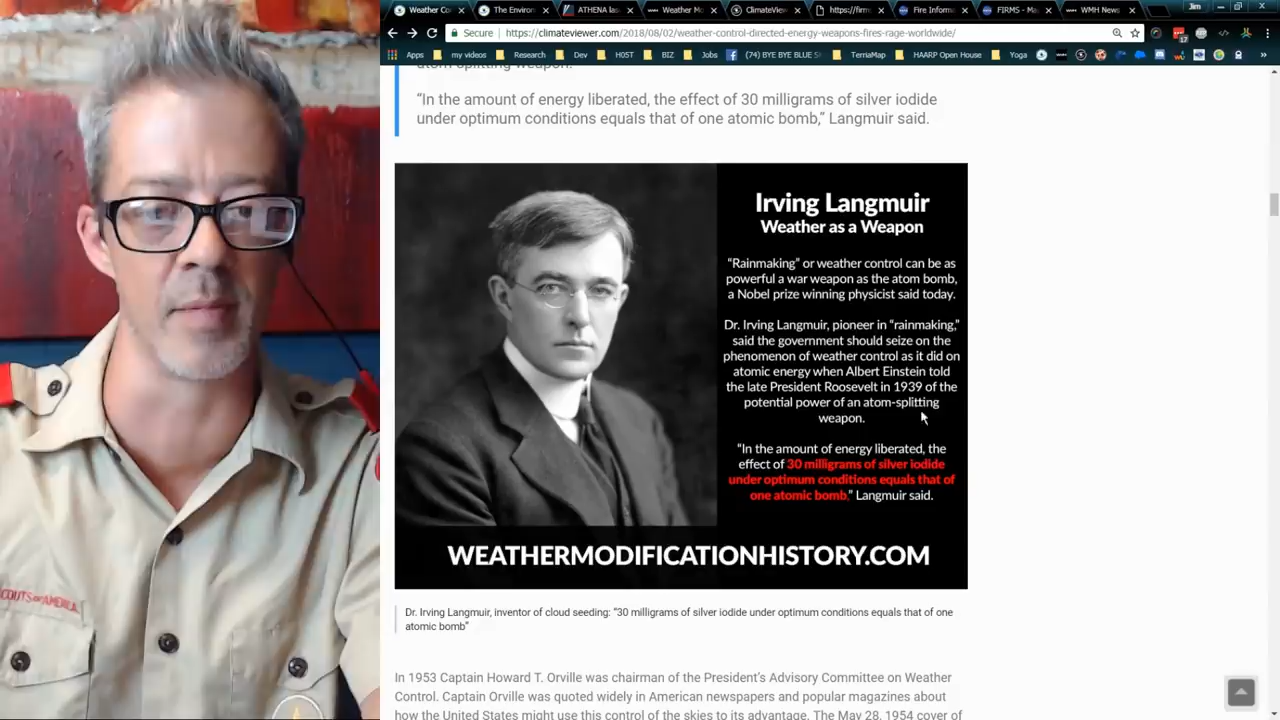 Weather Co
The Environ
ATHENA las
Weather Mo
ClimateView
https://firm
Fire Inform
FIRMS - Ma
WMH News
Jim
Secure
https://climateviewer.com/2018/08/02/weather-control-directed-energy-weapons-fires-rage-worldwide/
Apps
my videos
Research
Dev
H0ST
BIZ
Jobs
(74) BYE BYE BLUE S
TerriaMap
HAARP Open House
Yoga
atom-splitting weapon.
“In the amount of energy liberated, the effect of 30 milligrams of silver iodide
under optimum conditions equals that of one atomic bomb,” Langmuir said.
Irving Langmuir
Weather as a Weapon
“Rainmaking” or weather control can be as
powerful a war weapon as the atom bomb,
a Nobel prize winning physicist said today.
Dr. Irving Langmuir, pioneer in “rainmaking,”
said the government should seize on the
phenomenon of weather control as it did on
atomic energy when Albert Einstein told
the late President Roosevelt in 1939 of the
potential power of an atom-splitting
weapon.
“In the amount of energy liberated, the
effect of 30 milligrams of silver iodide
under optimum conditions equals that of
one atomic bomb,” Langmuir said.
WEATHERMODIFICATIONHISTORY.COM
Dr. Irving Langmuir, inventor of cloud seeding: “30 milligrams of silver iodide under optimum conditions equals that of one
atomic bomb”
In 1953 Captain Howard T. Orville was chairman of the President’s Advisory Committee on Weather
Control. Captain Orville was quoted widely in American newspapers and popular magazines about
how the United States might use this control of the skies to its advantage. The May 28, 1954 cover of
SCOUTS OF AMERICA